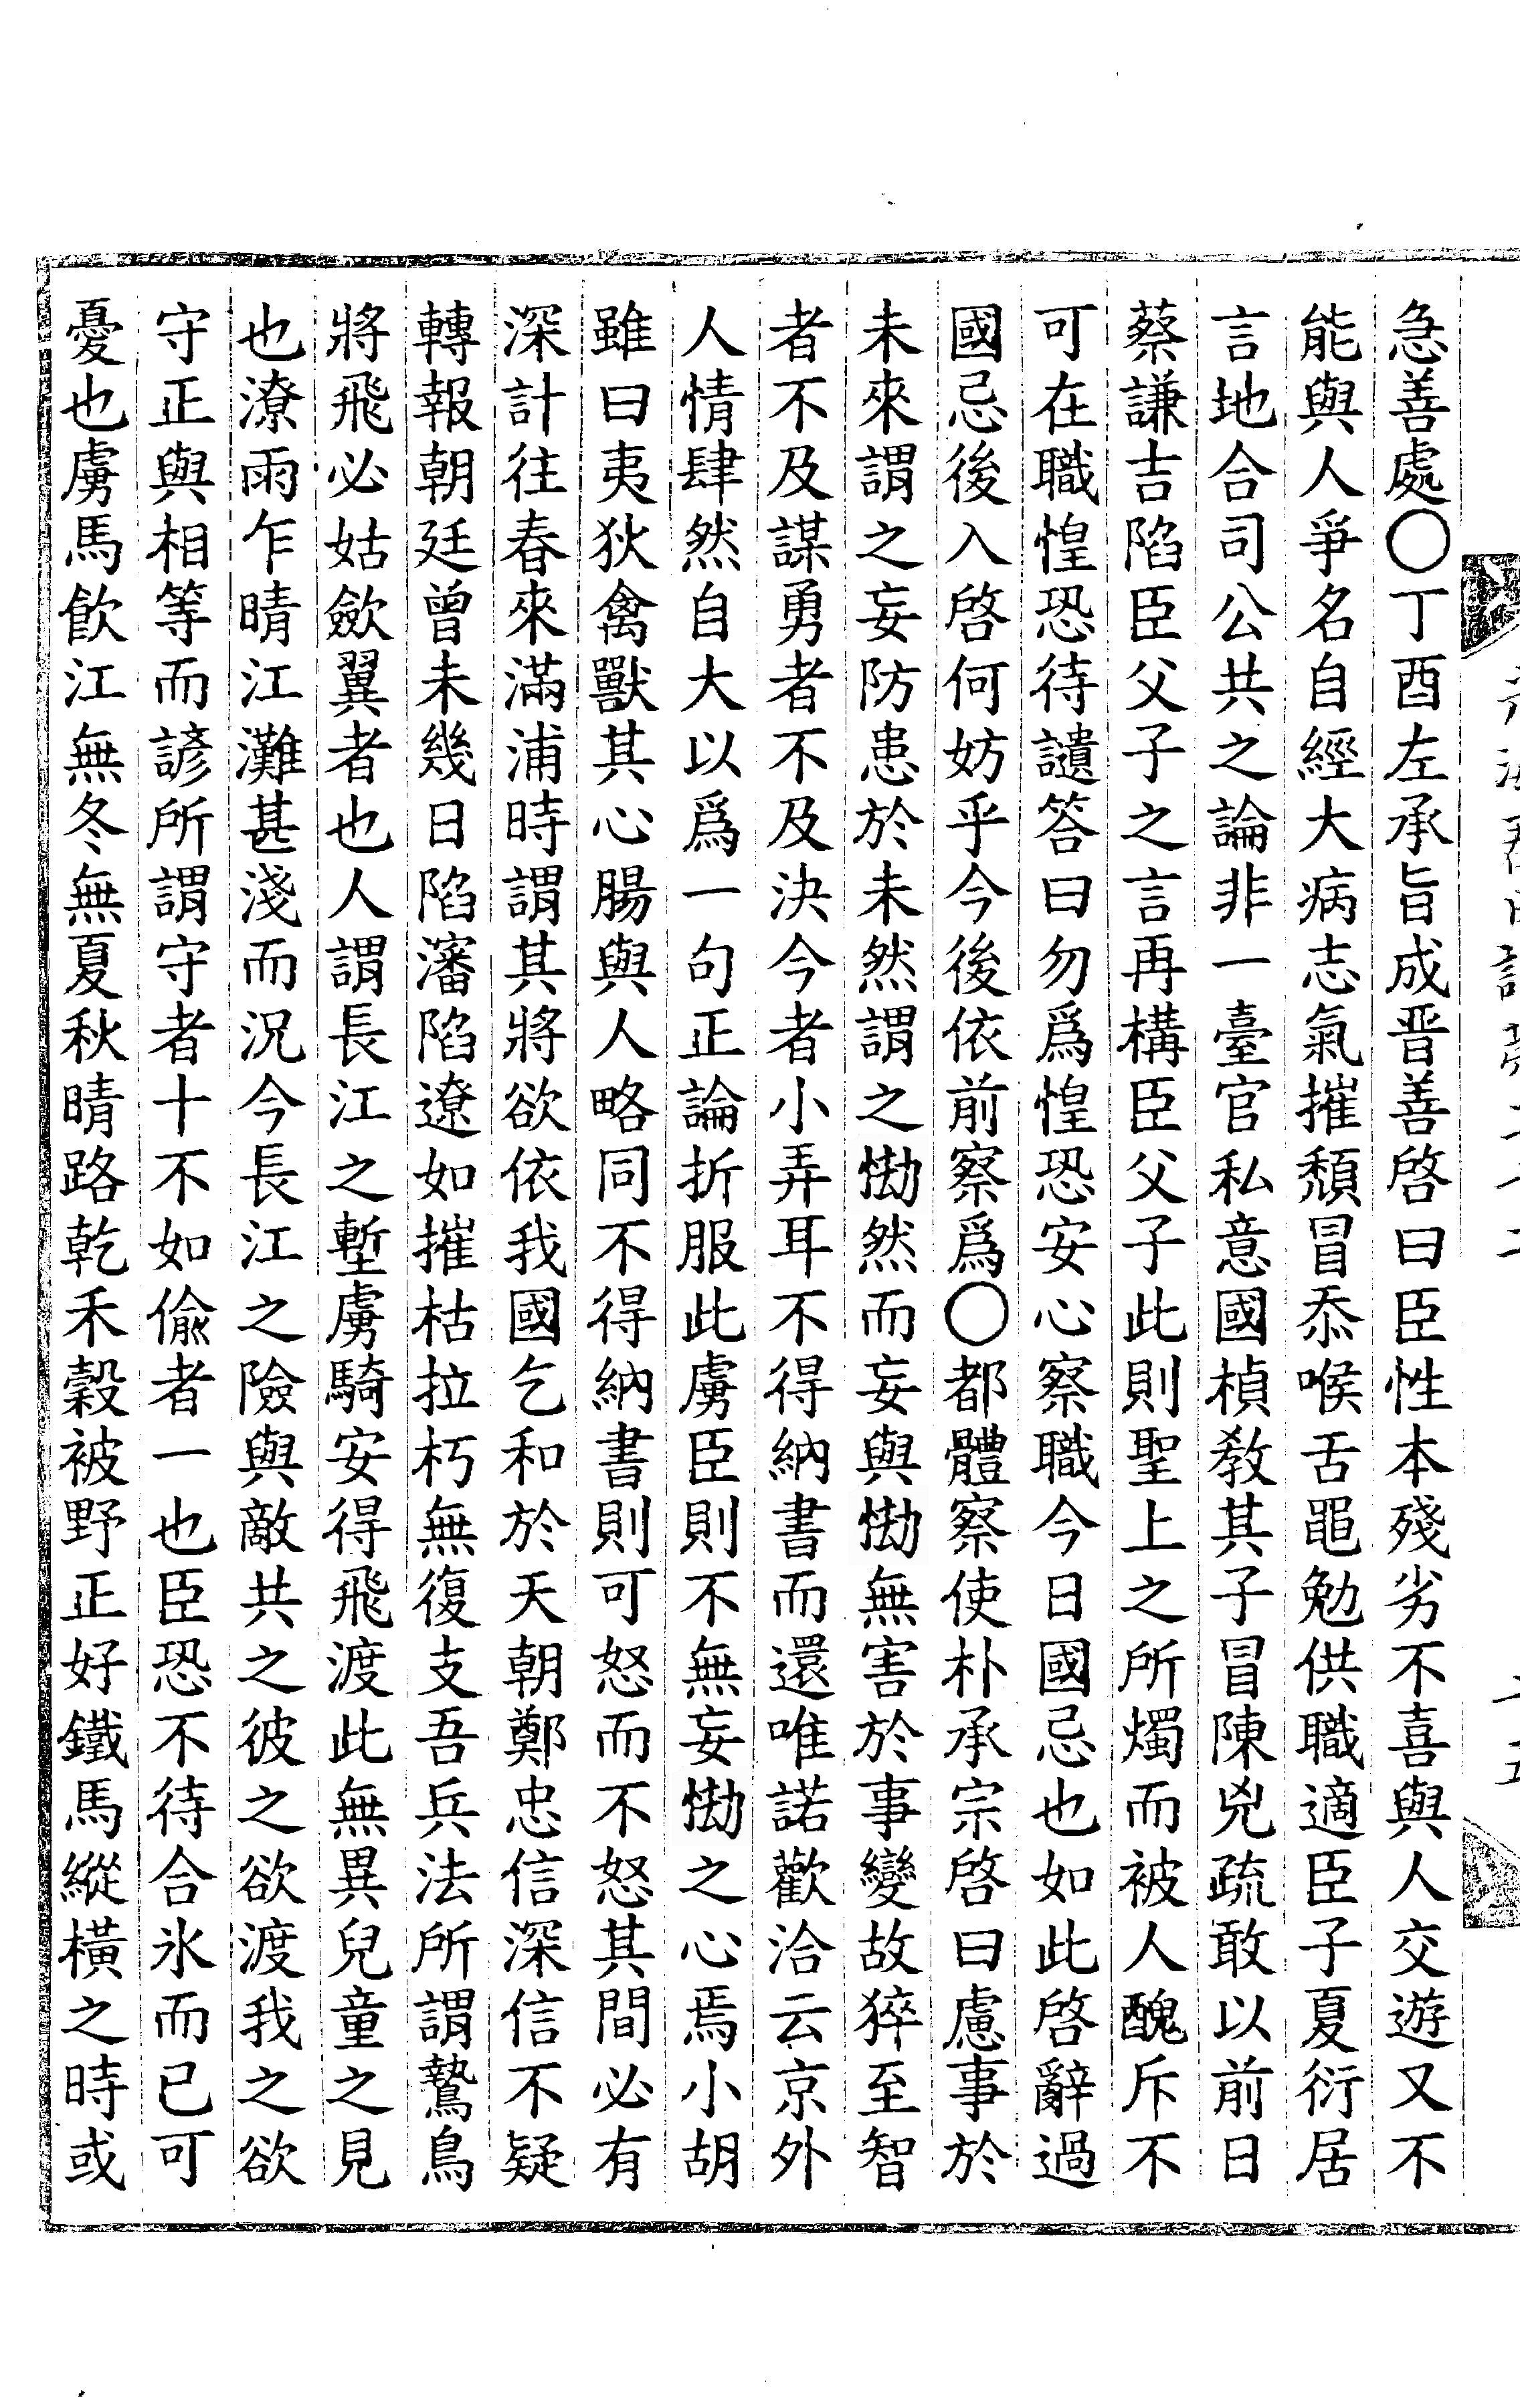 急善處○丁酉左承旨成晋善啓曰臣性本殘劣不喜與人交遊又不
能與人爭名自經大病志氣摧頹冒忝喉舌黽勉供職適臣子夏衍居
言地合司公共之論非一臺官私意國楨敎其子冒陳兇疏敢以前日
蔡謙吉陷臣父子之言再構臣父子此則聖上之所燭而被人醜斥不
可在職惶恐待譴答曰勿爲惶恐安心察職今日國忌也如此啓辭過
國忌後入啓何妨乎今後依前察爲○都體察使朴承宗啓曰慮事於
未來謂之妄防患於未然謂之㤼然而妄與㤼無害於事變故猝至智
者不及謀勇者不及決今者小弄耳不得納書而還唯諾歡洽云京外
人情肆然自大以爲一句正論折服此虜臣則不無妄㤼之心焉小胡
雖曰夷狄禽獸其心腸與人略同不得納書則可怒而不怒其間必有
深計往春來滿浦時謂其將欲依我國乞和於天朝鄭忠信深信不疑
轉報朝廷曾未幾日陷瀋陷遼如摧枯拉朽無復支吾兵法所謂鷙鳥
將飛必姑歛翼者也人謂長江之塹虜騎安得飛渡此無異兒童之見
也潦雨乍晴江灘甚淺而况今長江之險與敵共之彼之欲渡我之欲
守正與相等而諺所謂守者十不如偸者一也臣恐不待合氷而已可
憂也虜馬飮江無冬無夏秋晴路乾禾穀被野正好鐵馬縱橫之時或